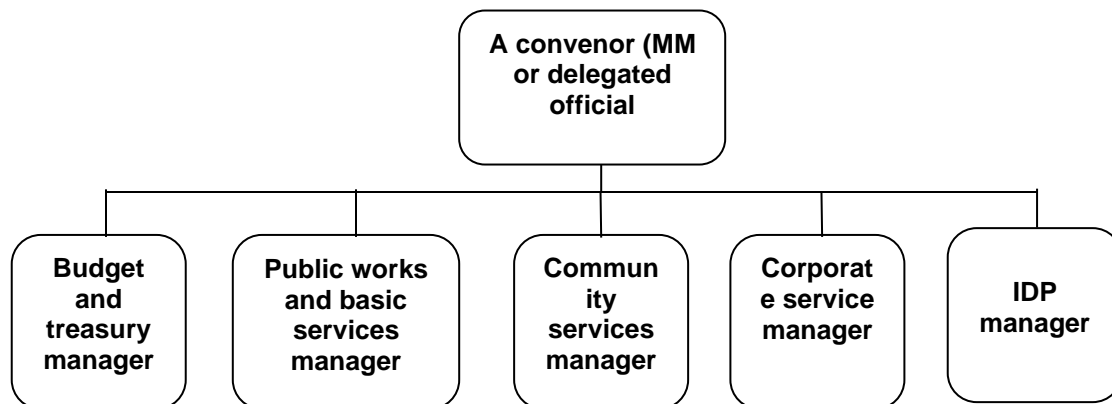 A convenor (MM
or delegated
official
Budget
and
treasury
manager
Public works
and basic
services
manager
Commun
ity
services
manager
Corporat
e service
manager
IDP
manager